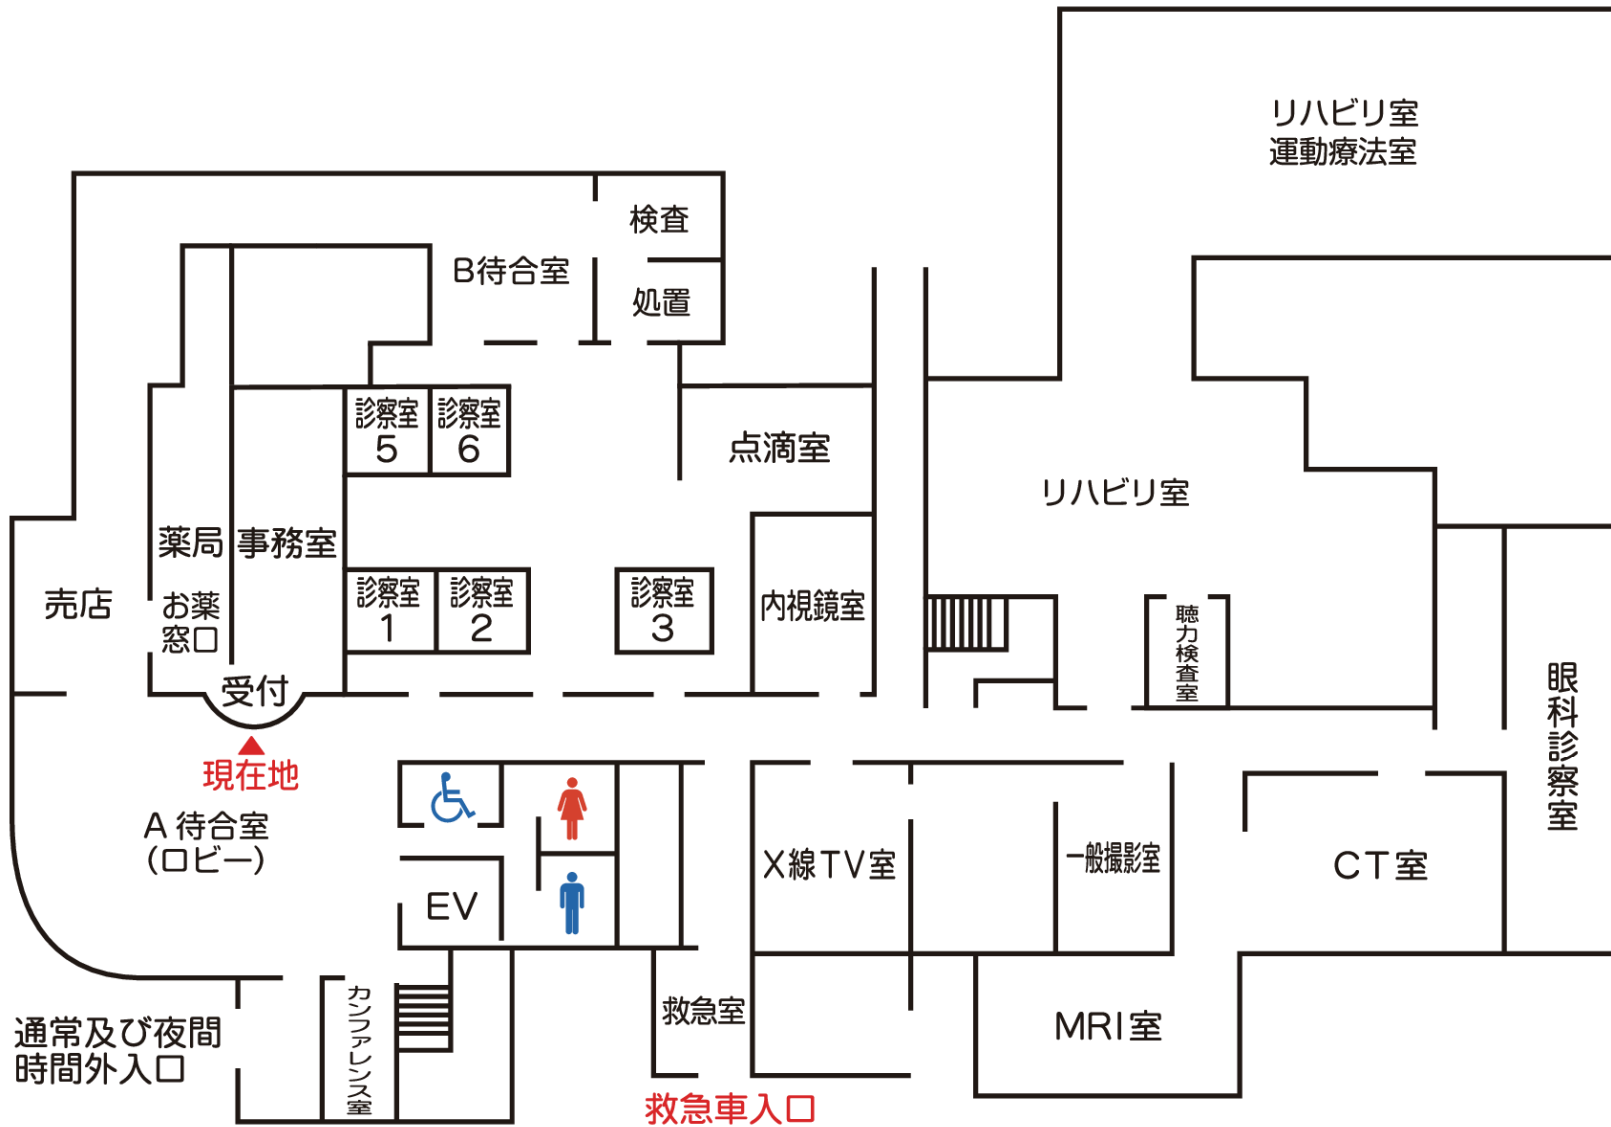 リハビリ室
運動療法室
検査
B待合室
処置
診察室
5
診察室
6
点滴室
リハビリ室
薬局
事務室
売店
お薬
窓口
診察室
1
診察室
2
診察室
3
内視鏡室
聴力検査室
眼科診察室
受付
現在地
A 待合室
(ロビー)
EV
X線TV室
一般撮影室
CT室
カンファレンス室
救急室
MRI室
通常及び夜間
時間外入口
救急車入口